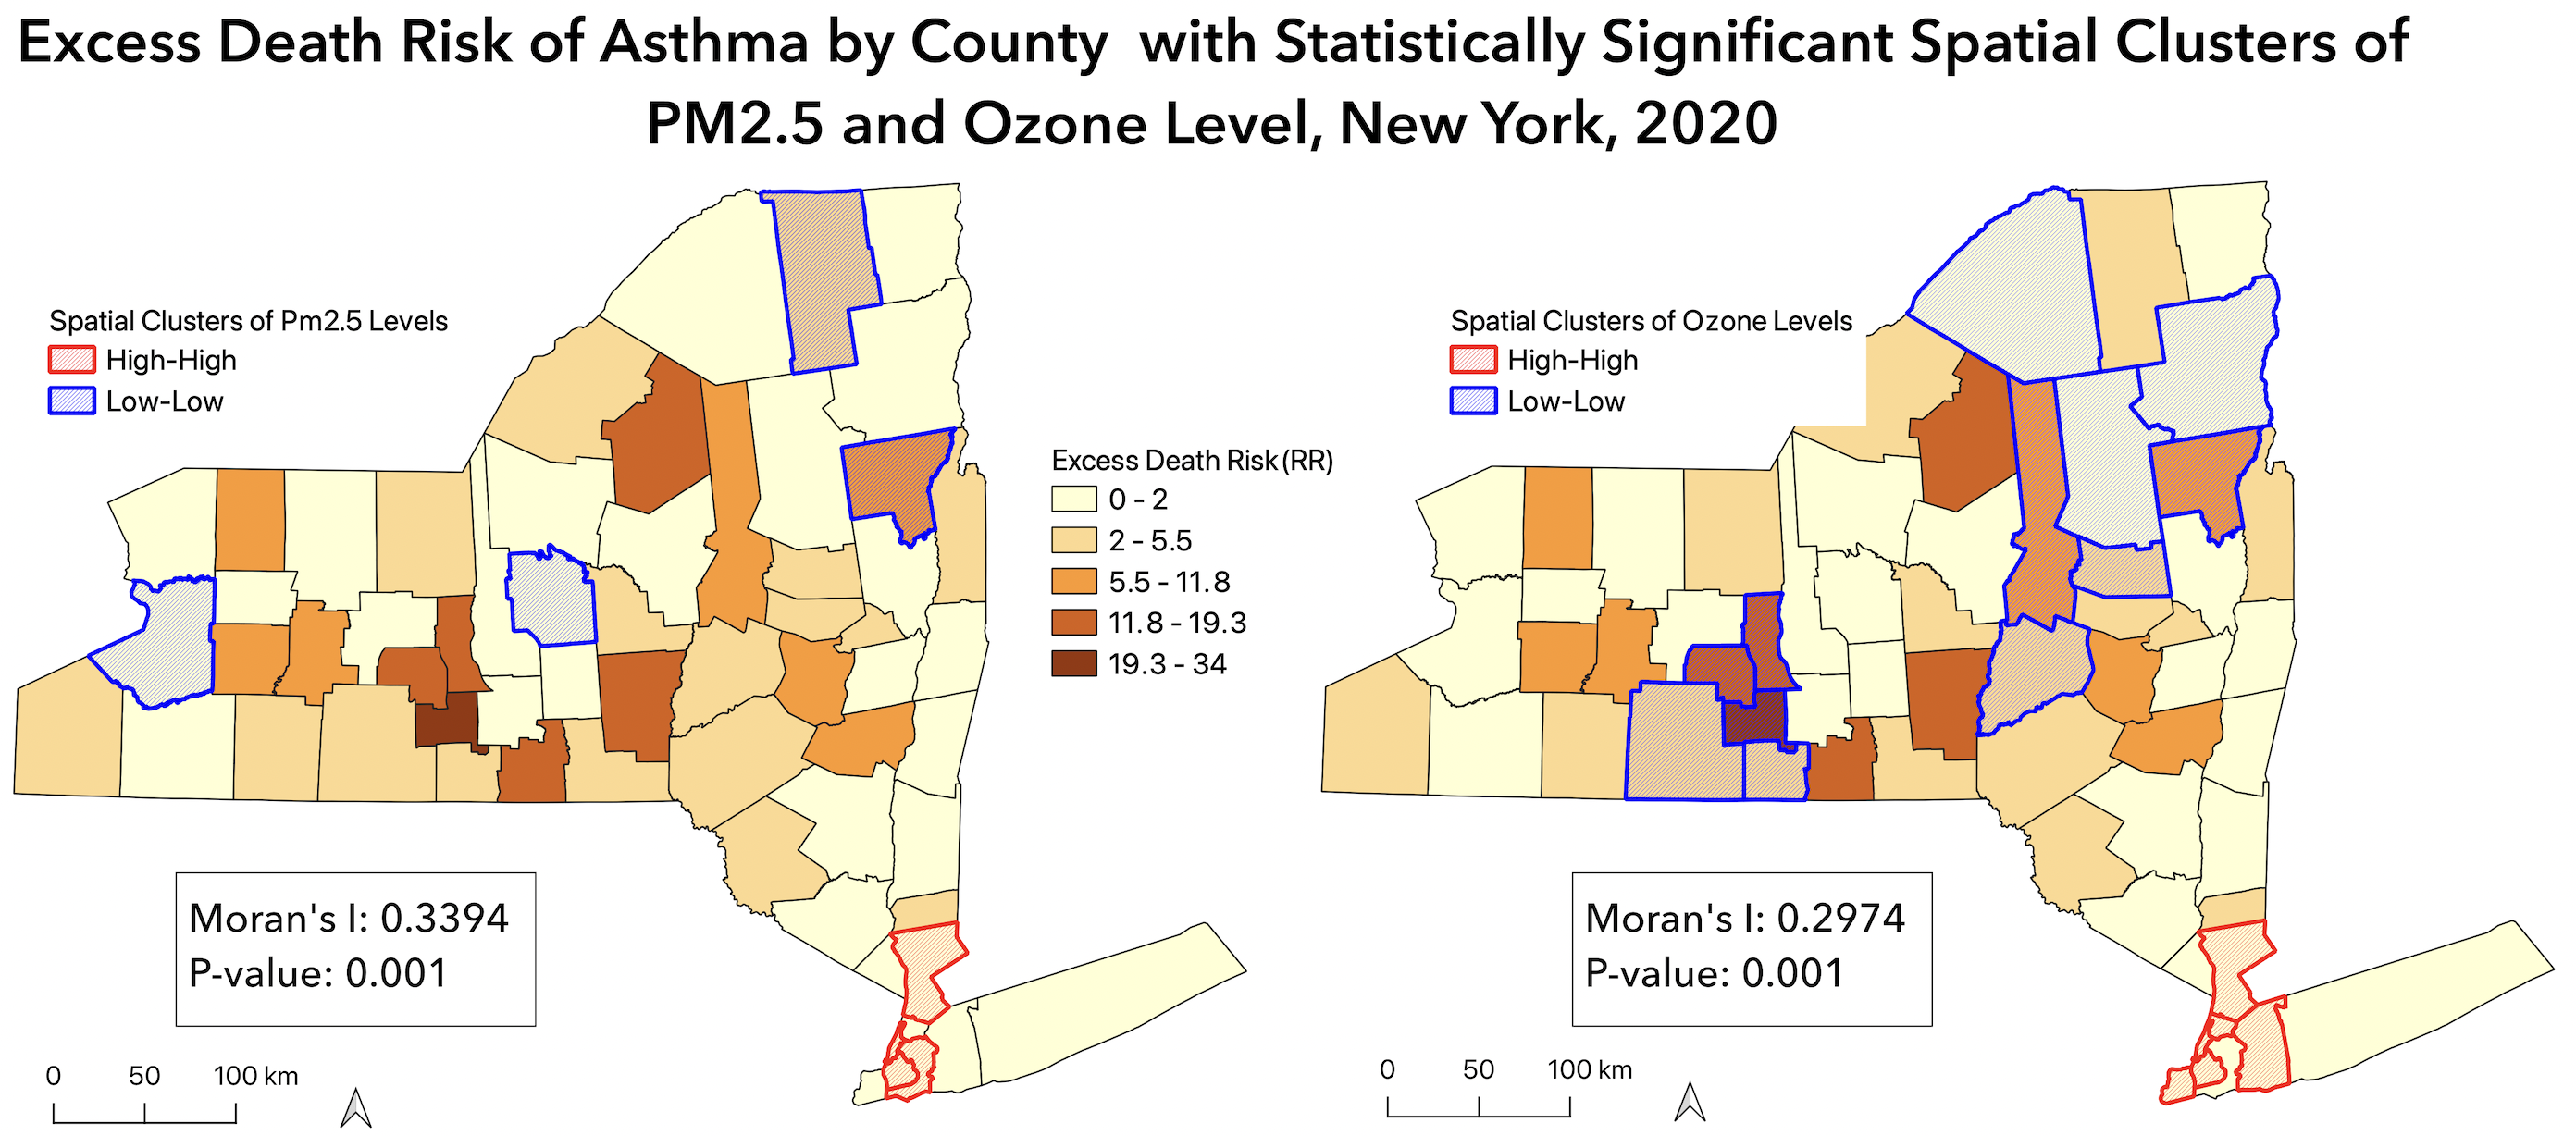 Excess Death Risk of Asthma by County  with Statistically Significant Spatial Clusters of
PM2.5 and Ozone Level, New York, 2020
Spatial Clusters of Pm2.5 Levels
High-High
Low-Low
Excess Death Risk (RR)
0 - 2
2 - 5.5
5.5 - 11.8
11.8 - 19.3
19.3 - 34
Moran's I: 0.3394
P-value: 0.001
0 50 100 km
Spatial Clusters of Ozone Levels
High-High
Low-Low
Moran's I: 0.2974
P-value: 0.001
0 50 100 km